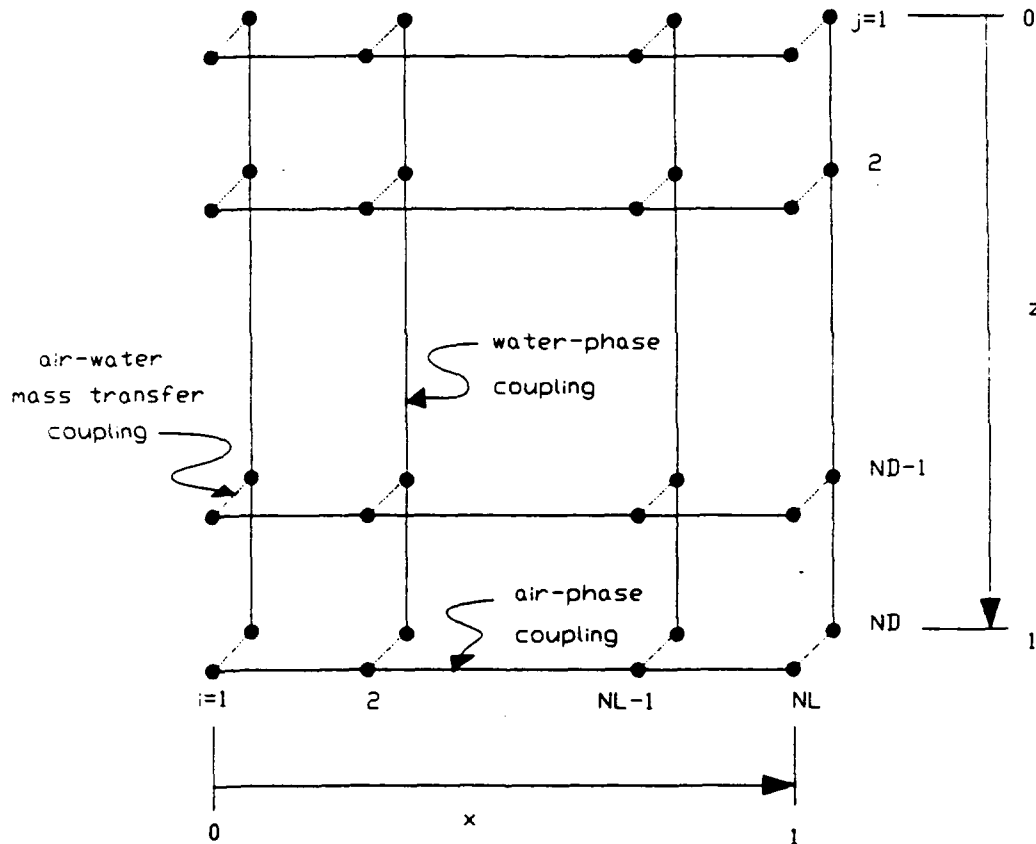 j=1
0
2
z
air-water
mass transfer
coupling
water-phase
coupling
ND-1
air-phase
coupling
ND
1
i=1
2
NL-1
NL
0
x
1